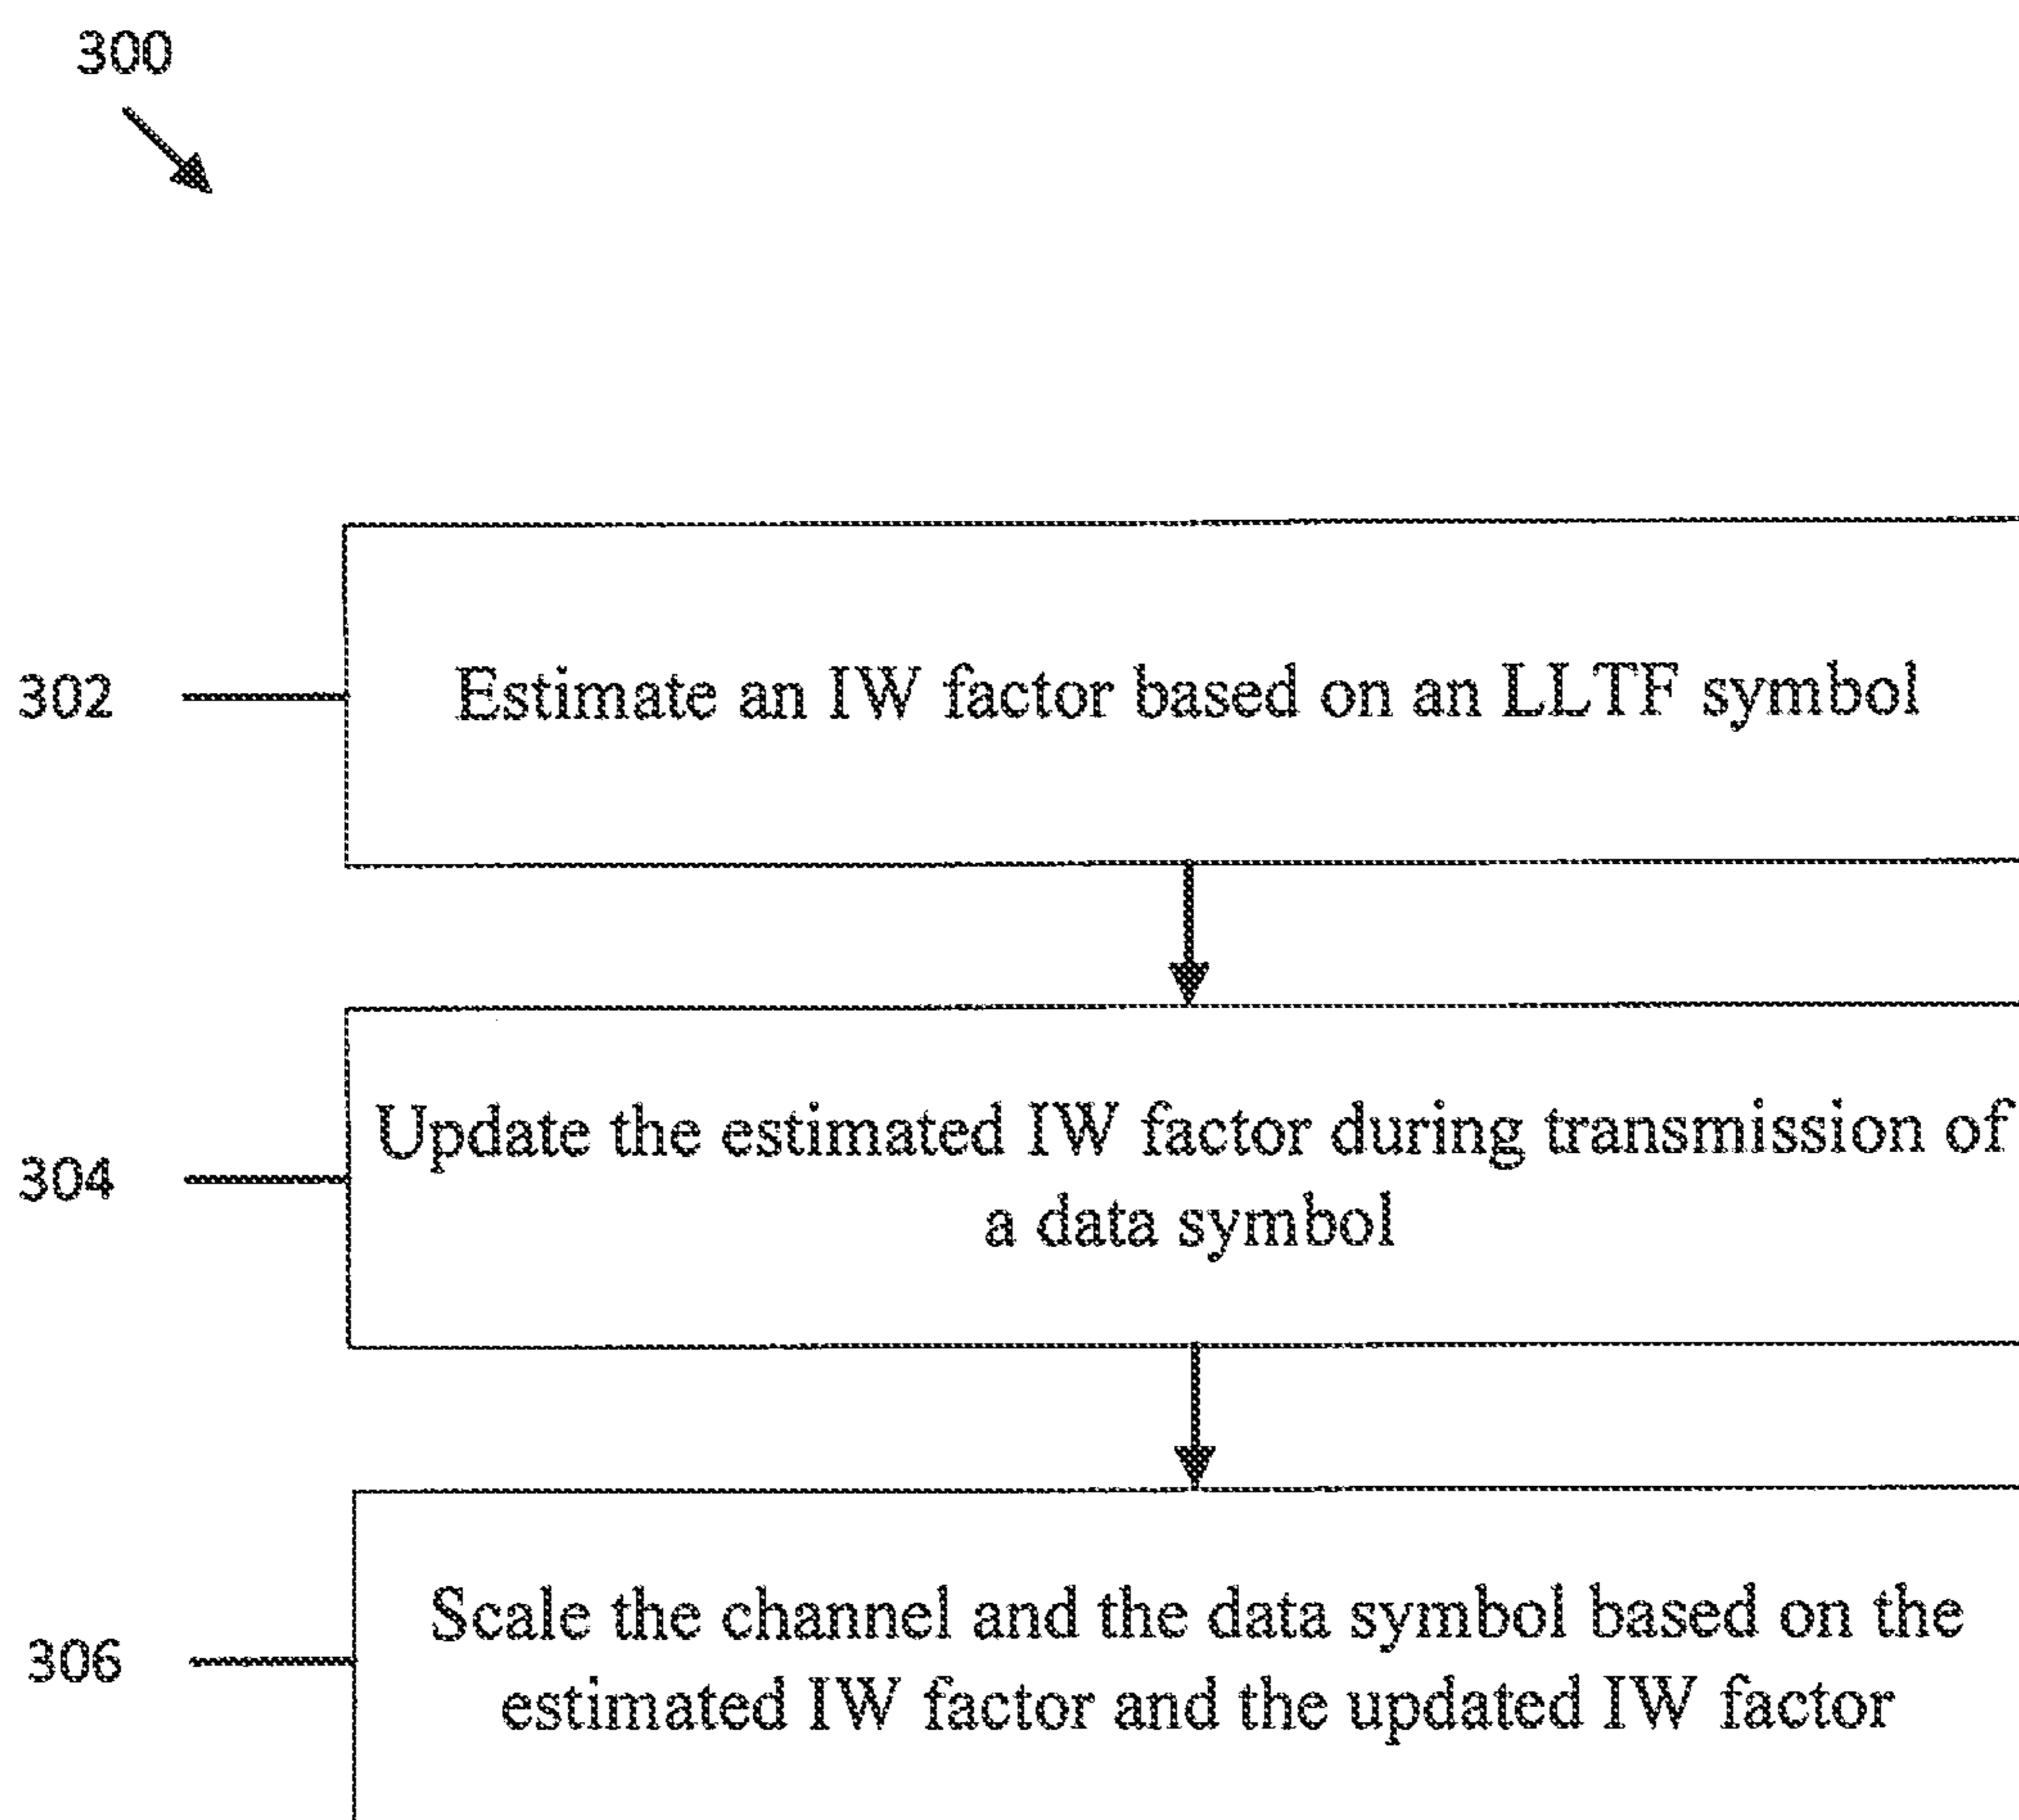 300
302
Estimate an IW factor based on an LLTF symbol
304
Update the estimated IW factor during transmission of
a data symbol
306
Scale the channel and the data symbol based on the
estimated IW factor and the updated IW factor